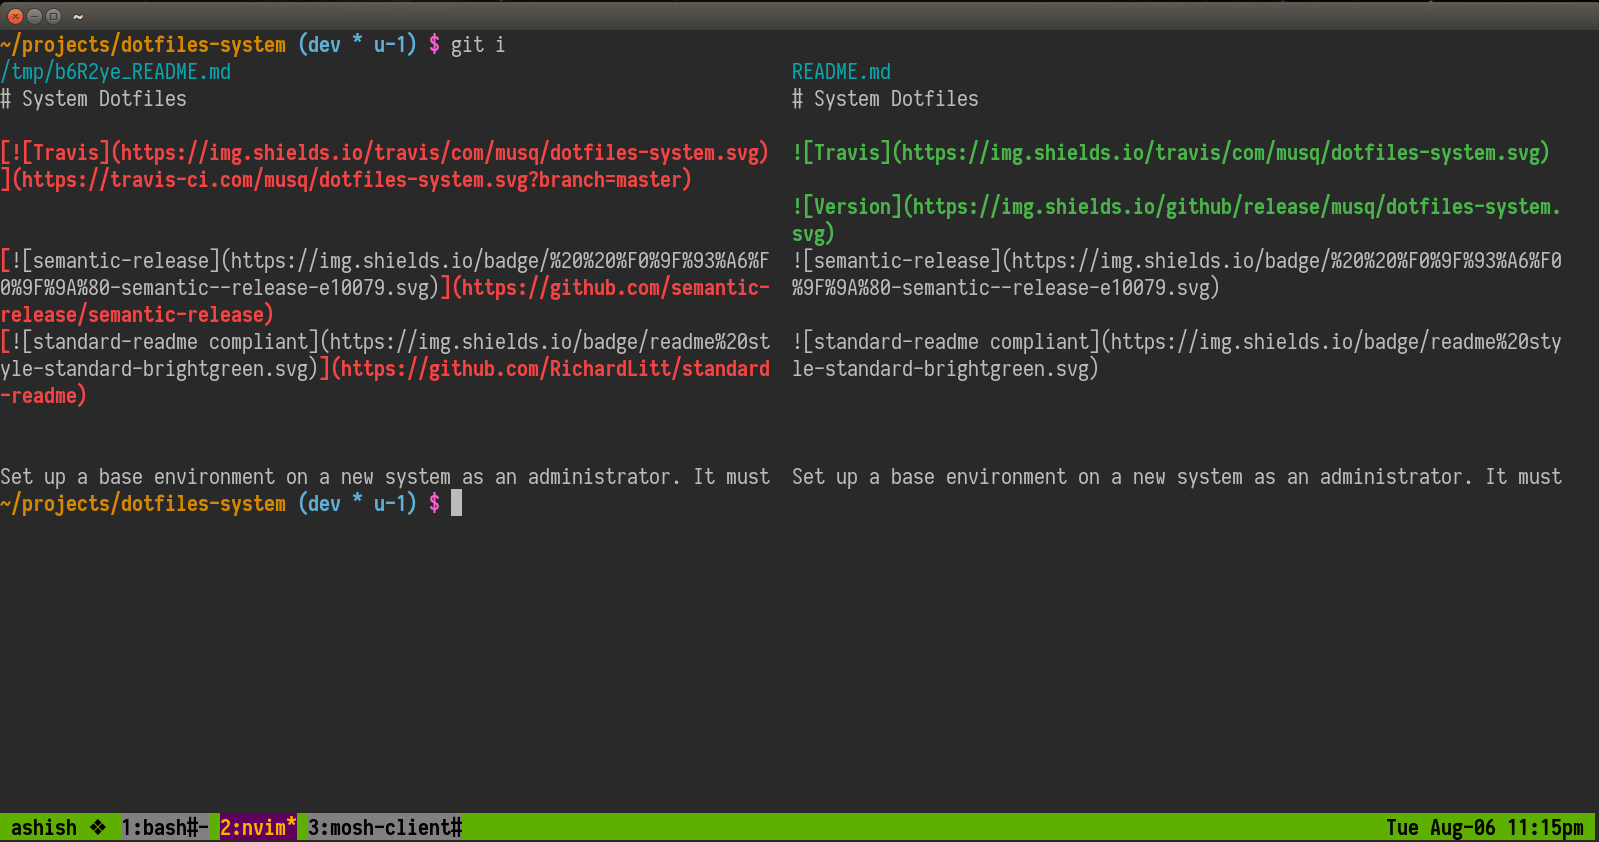 ~
~/projects/dotfiles-system (dev * u-1) $ git i
/tmp/b6R2ye_README.md README.md
# System Dotfiles # System Dotfiles
[![Travis](https://img.shields.io/travis/com/musq/dotfiles-system.svg) ![Travis](https://img.shields.io/travis/com/musq/dotfiles-system.svg)
](https://travis-ci.com/musq/dotfiles-system.svg?branch=master)
![Version](https://img.shields.io/github/release/musq/dotfiles-system.
svg)
[![semantic-release](https://img.shields.io/badge/%20%20%F0%9F%93%A6%F ![semantic-release](https://img.shields.io/badge/%20%20%F0%9F%93%A6%F0
0%9F%9A%80-semantic--release-e10079.svg)](https://github.com/semantic- %9F%9A%80-semantic--release-e10079.svg)
release/semantic-release)
[![standard-readme compliant](https://img.shields.io/badge/readme%20st ![standard-readme compliant](https://img.shields.io/badge/readme%20sty
yle-standard-brightgreen.svg)](https://github.com/RichardLitt/standard le-standard-brightgreen.svg)
-readme)
Set up a base environment on a new system as an administrator. It must Set up a base environment on a new system as an administrator. It must
~/projects/dotfiles-system (dev * u-1) $
ashish ❖ 1:bash#- 2:nvim* 3:mosh-client# Tue Aug-06 11:15pm